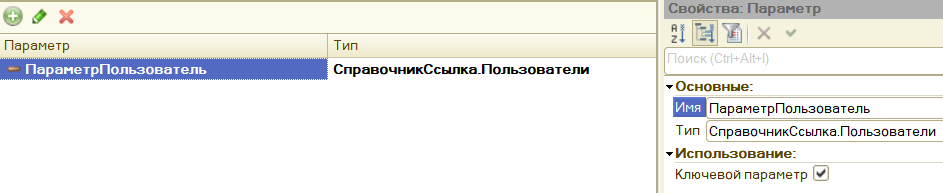 Параметр
Тип
ПараметрПользователь
СправочникСсылка.Пользователи
Свойства: Параметр
Поиск (Ctrl+Alt+I)
Основные:
Имя ПараметрПользователь
Тип СправочникСсылка.Пользователи
Использование:
Ключевой параметр